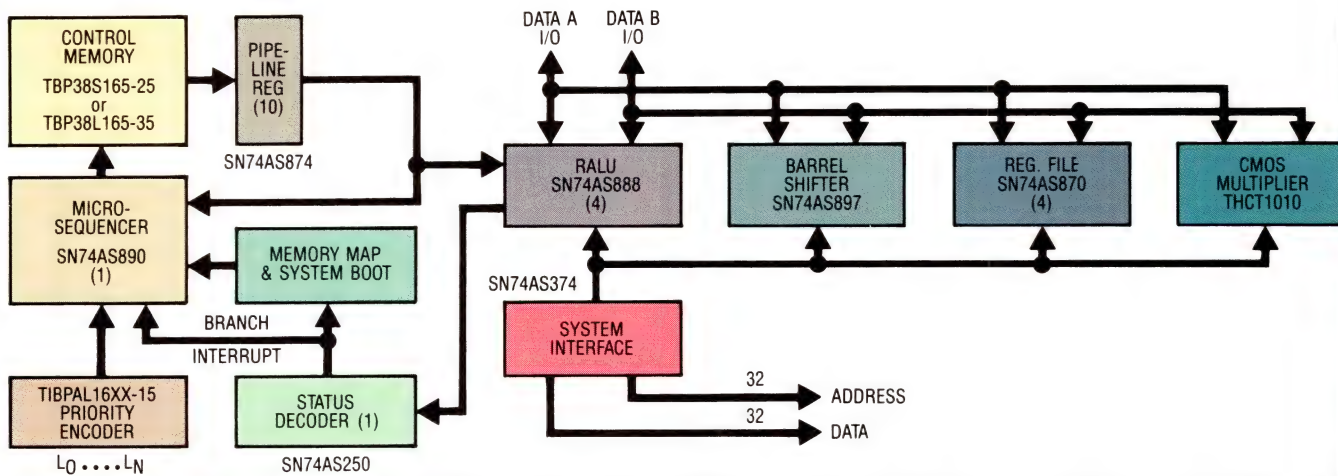 CONTROL
MEMORY
TBP38S165-25
or
TBP38L165-35
PIPE-
LINE
REG
(10)
SN74AS874
DATA A
I/O
DATA B
I/O
RALU
SN74AS888
(4)
BARREL
SHIFTER
SN74AS897
REG. FILE
SN74AS870
(4)
CMOS
MULTIPLIER
THCT1010
MICRO-
SEQUENCER
SN74AS890
(1)
MEMORY MAP
& SYSTEM BOOT
SN74AS374
SYSTEM
INTERFACE
BRANCH
INTERRUPT
TIBPAL16XX-15
PRIORITY
ENCODER
L0 •••• LN
STATUS
DECODER (1)
SN74AS250
32
ADDRESS
32
DATA